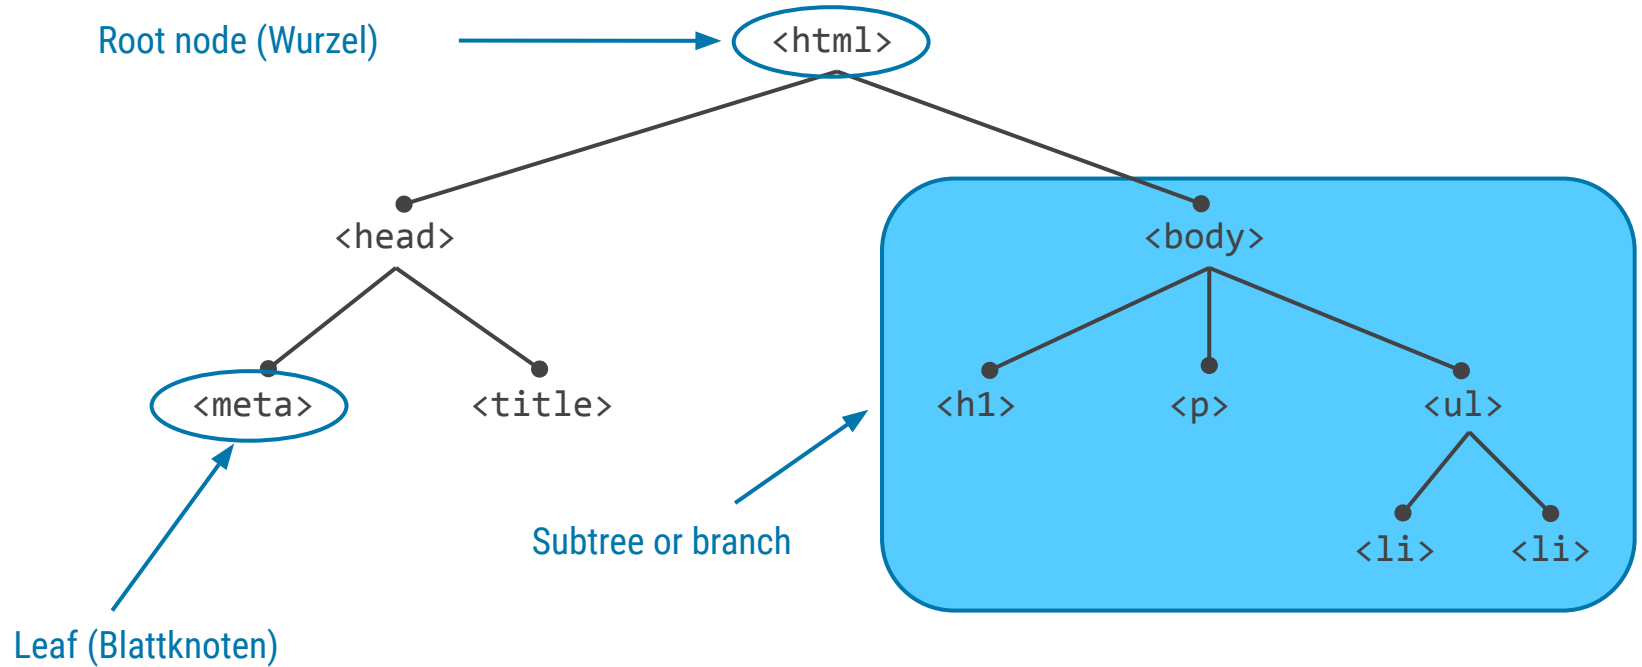 Root node (Wurzel)
<html>
<head>
<body>
<meta>
<title>
<h1>
<p>
<ul>
Subtree or branch
<li>
<li>
Leaf (Blattknoten)